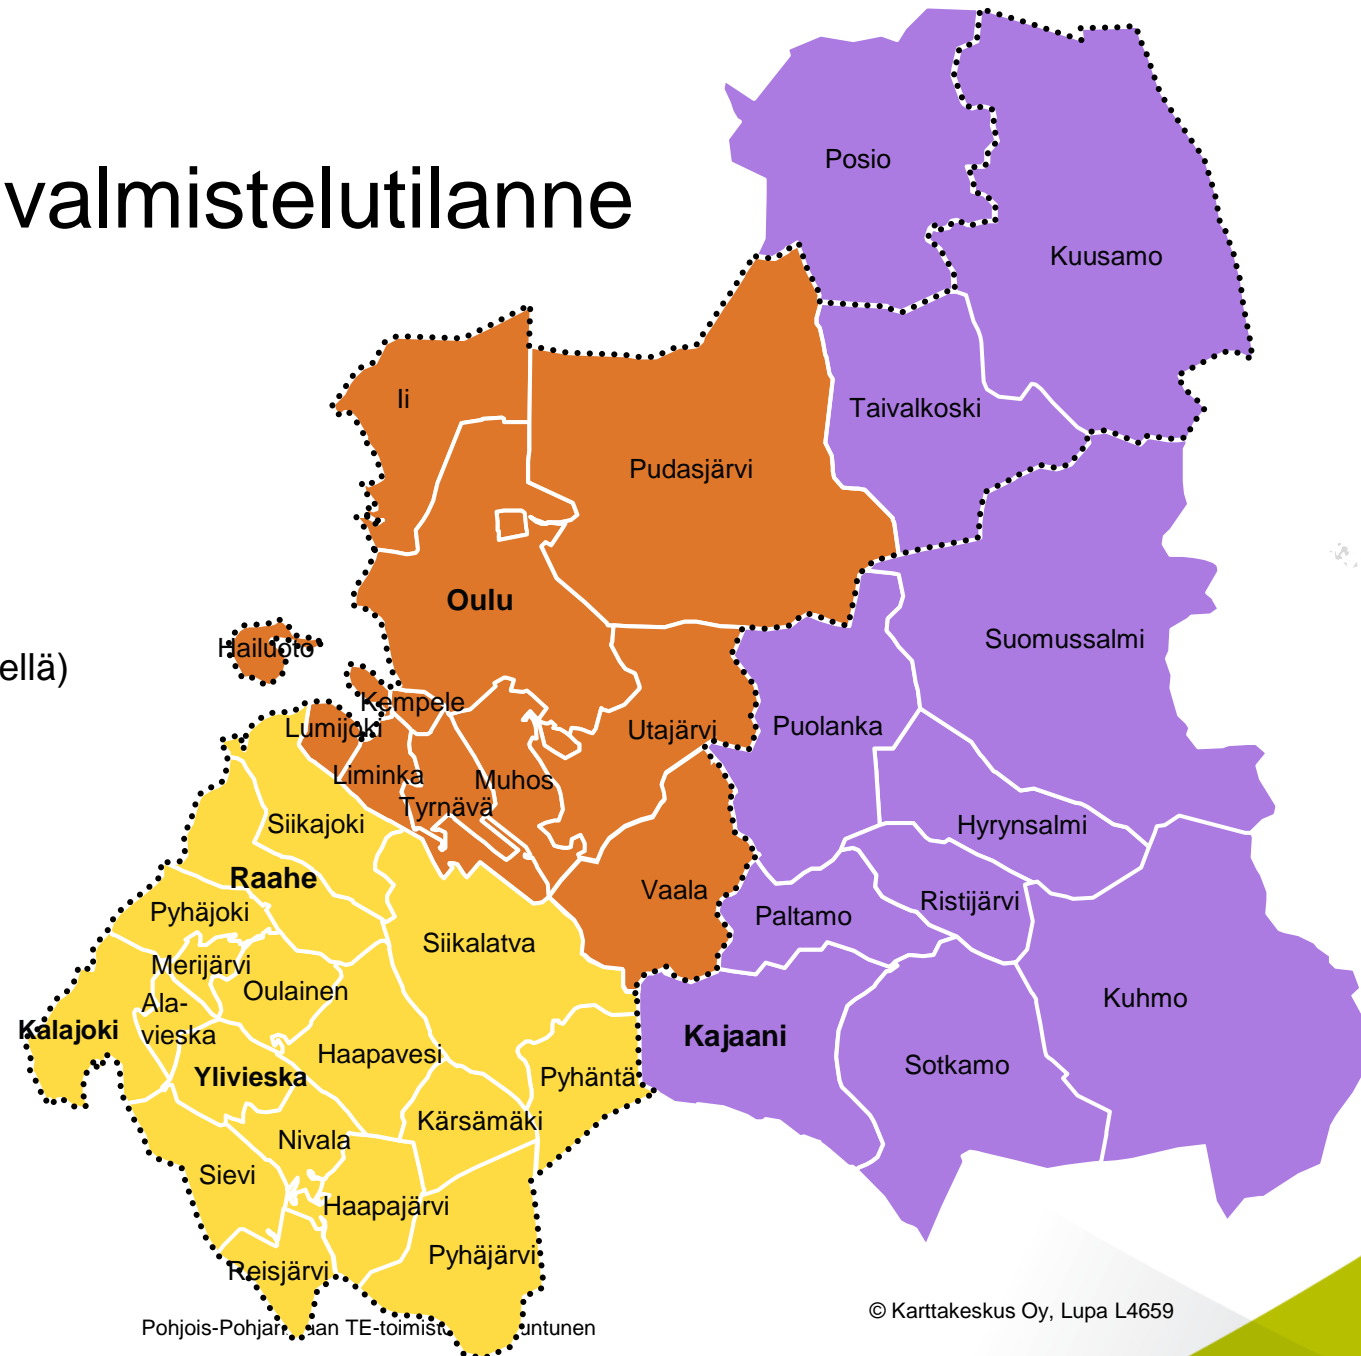 valmistelutilanne
Posio
Kuusamo
Ii
Taivalkoski
Pudasjärvi
Oulu
Suomussalmi
Hailuoto
ellä)
Kempele
Lumijoki
Utajärvi
Puolanka
Liminka
Muhos
Tyrnävä
Siikajoki
Hyrynsalmi
Raahe
Vaala
Ristijärvi
Pyhäjoki
Paltamo
Siikalatva
Merijärvi
Oulainen
Kuhmo
Ala-
vieska
Kalajoki
Kajaani
Haapavesi
Sotkamo
Ylivieska
Pyhäntä
Kärsämäki
Nivala
Sievi
Haapajärvi
Pyhäjärvi
Reisjärvi
© Karttakeskus Oy, Lupa L4659
TE-toimisto